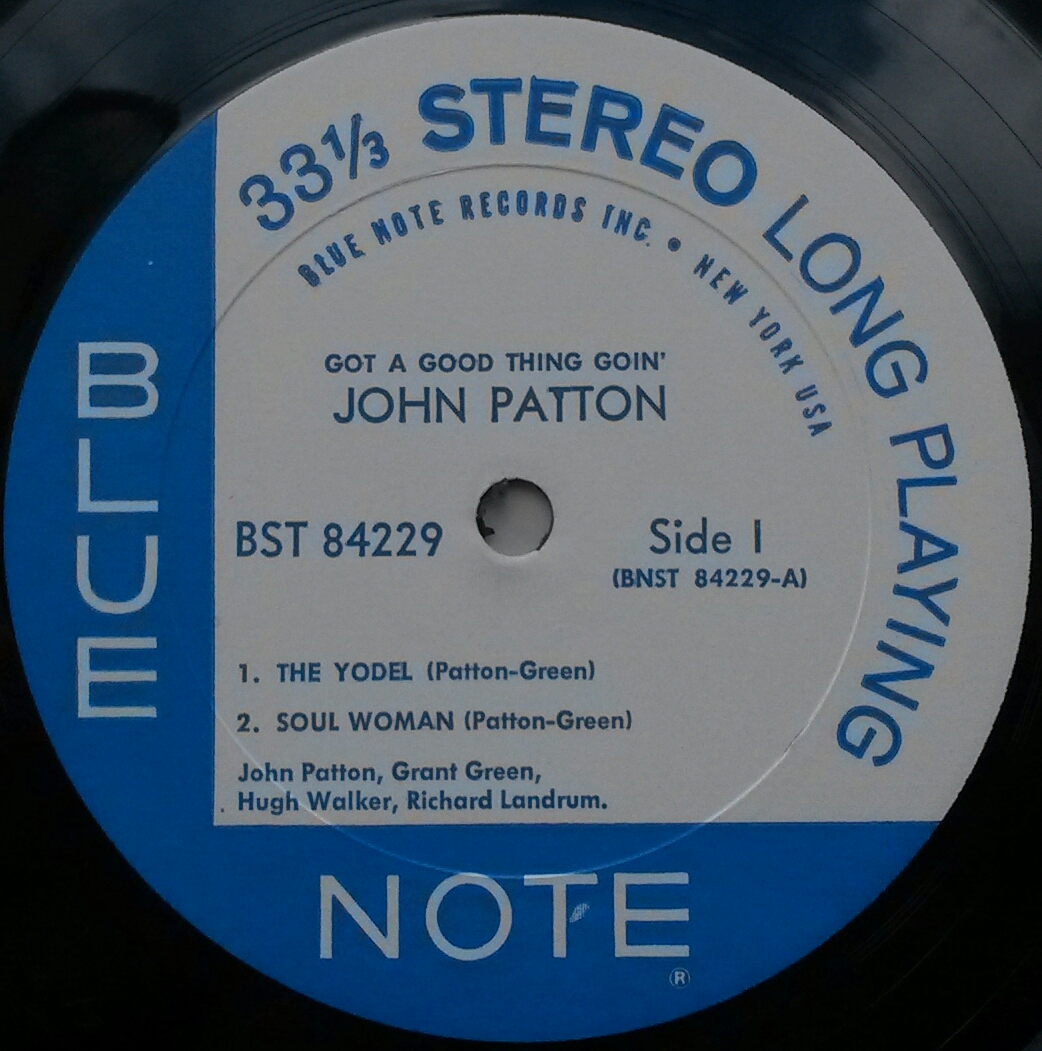 33⅓ STEREO LONG PLAYING
BLUE NOTE RECORDS INC. • NEW YORK USA
GOT A GOOD THING GOIN'
JOHN PATTON
BST 84229
Side 1
(BNST 84229-A)
1. THE YODEL (Patton-Green)
2. SOUL WOMAN (Patton-Green)
John Patton, Grant Green,
Hugh Walker, Richard Landrum.
BLUE
NOTE
®